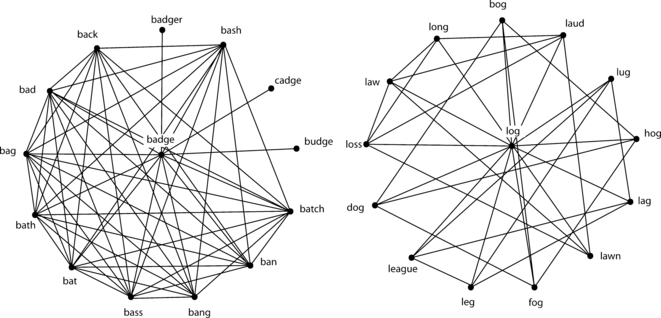 badger
back
bash
bad
cadge
badge
budge
bag
batch
bath
ban
bat
bass
bang
bog
long
laud
law
lug
log
hog
loss
dog
lag
league
lawn
leg
fog